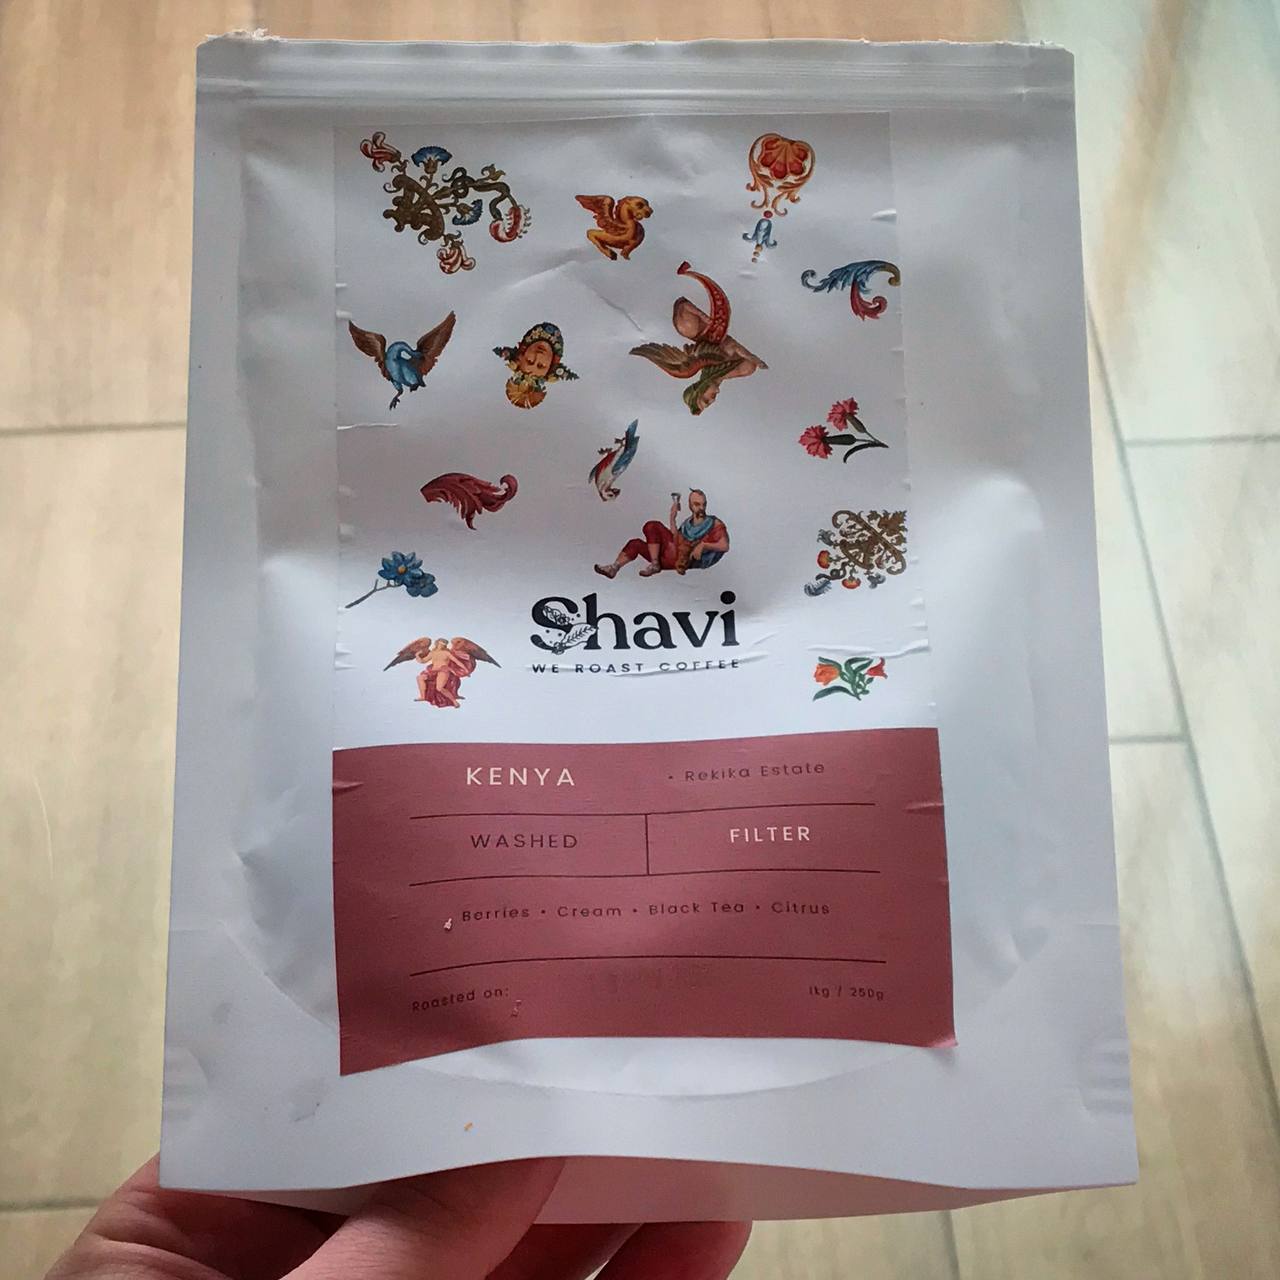 Shavi
WE ROAST COFFEE
KENYA • Rekika Estate
WASHED FILTER
Berries • Cream • Black Tea • Citrus
Roasted on: 1kg / 250g